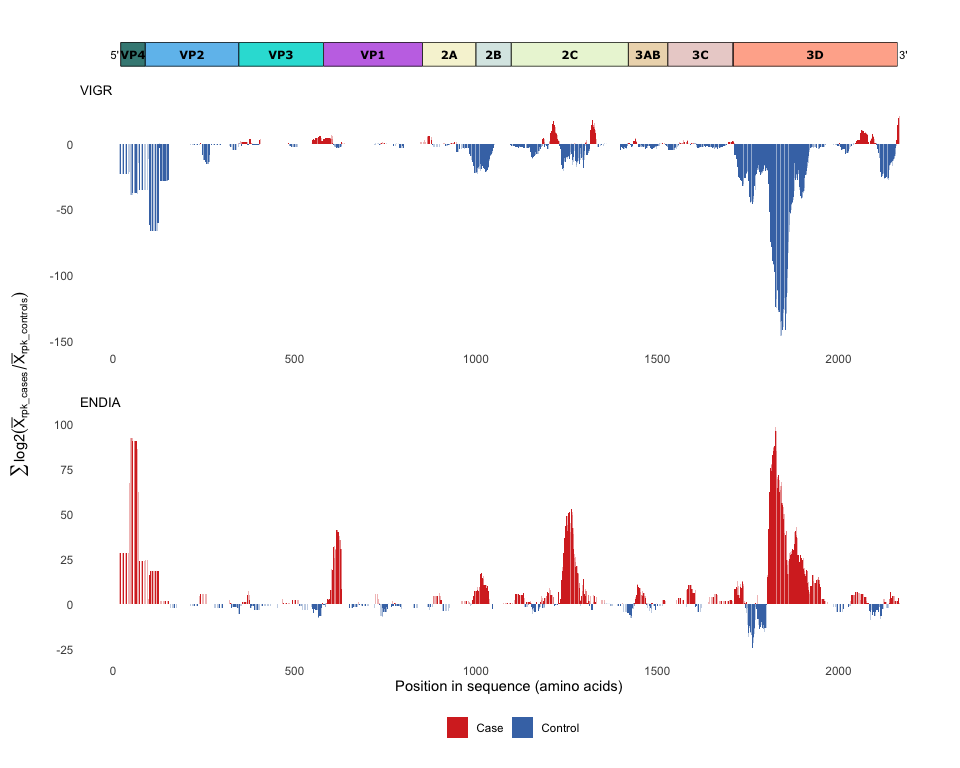 5' VP4 VP2 VP3 VP1 2A 2B 2C 3AB 3C 3D 3'
VIGR
0
-50
-100
-150
0 500 1000 1500 2000
∑log2(X̅rpk_cases/X̅rpk_controls)
ENDIA
100
75
50
25
0
-25
0 500 1000 1500 2000
Position in sequence (amino acids)
Case Control